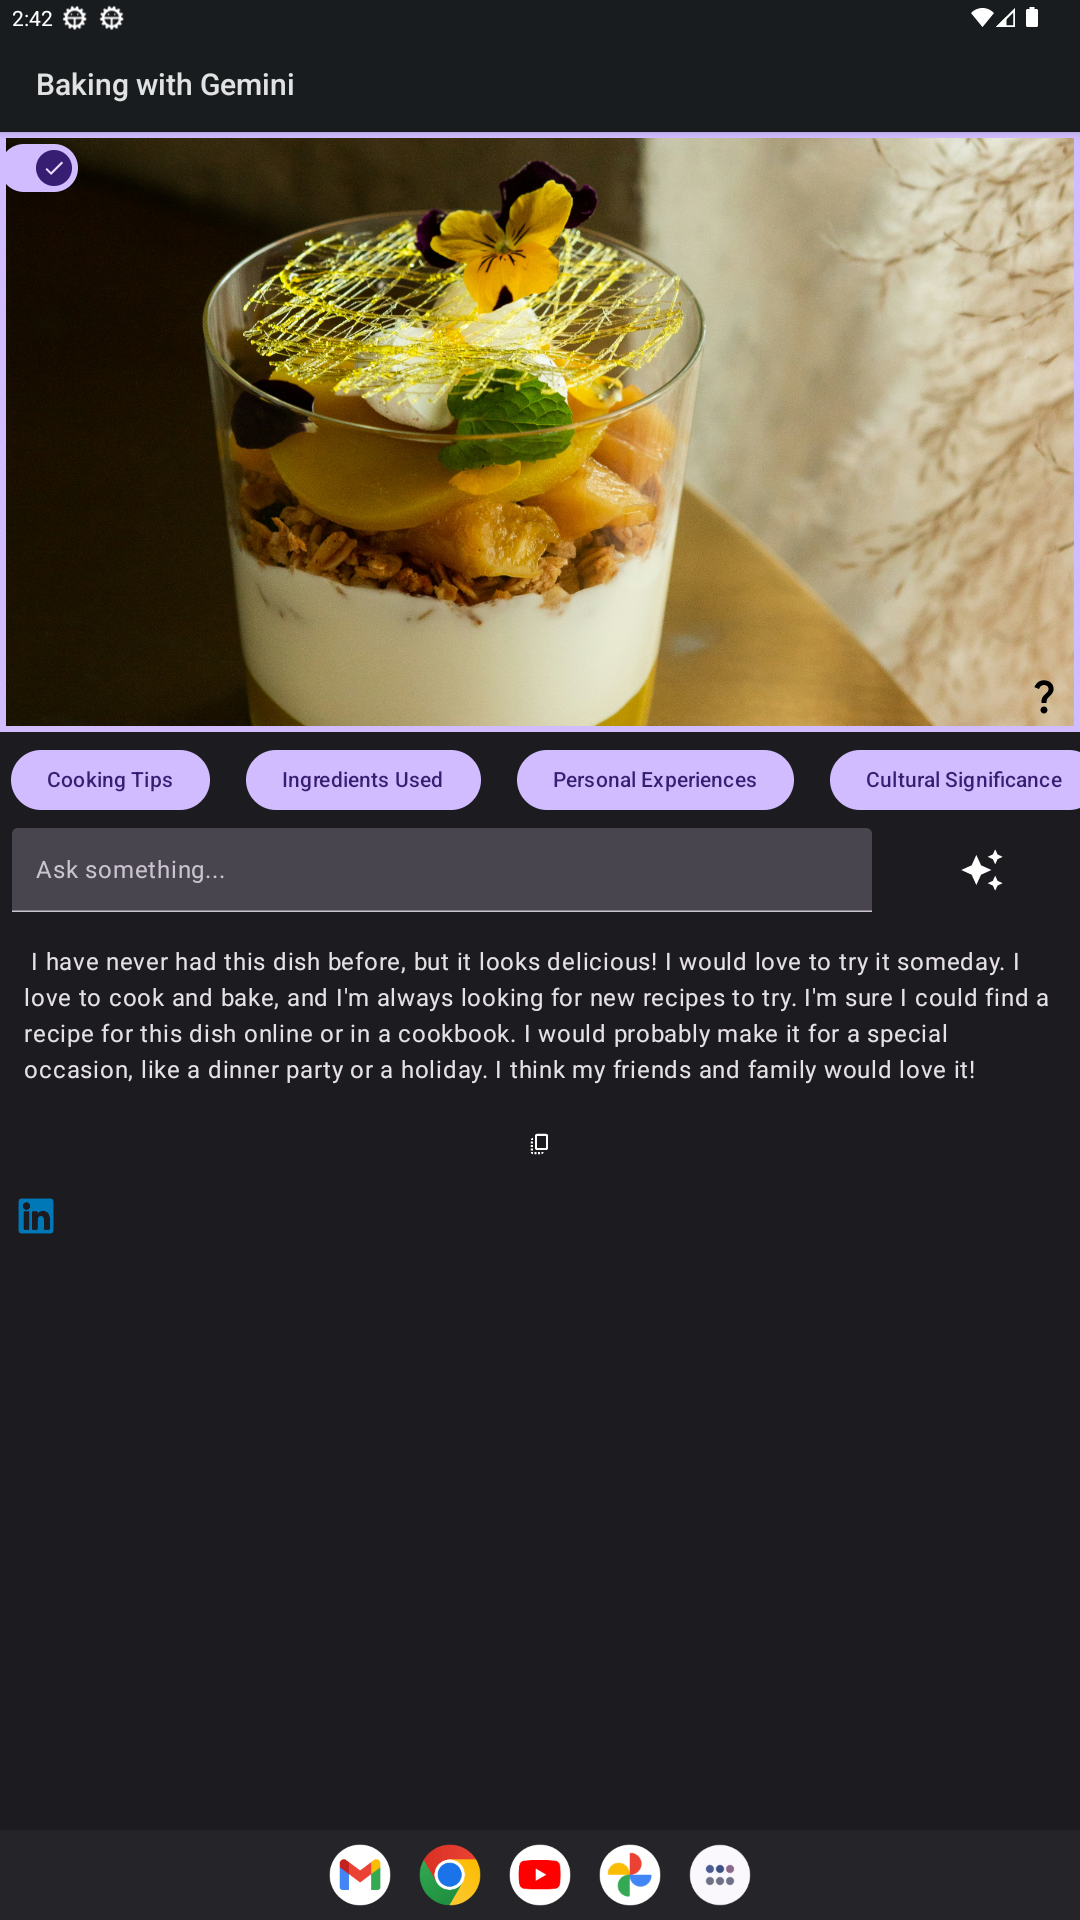 2:42
Baking with Gemini
?
Cooking Tips
Ingredients Used
Personal Experiences
Cultural Significance
Ask something...
I have never had this dish before, but it looks delicious! I would love to try it someday. I
love to cook and bake, and I'm always looking for new recipes to try. I'm sure I could find a
recipe for this dish online or in a cookbook. I would probably make it for a special
occasion, like a dinner party or a holiday. I think my friends and family would love it!
in